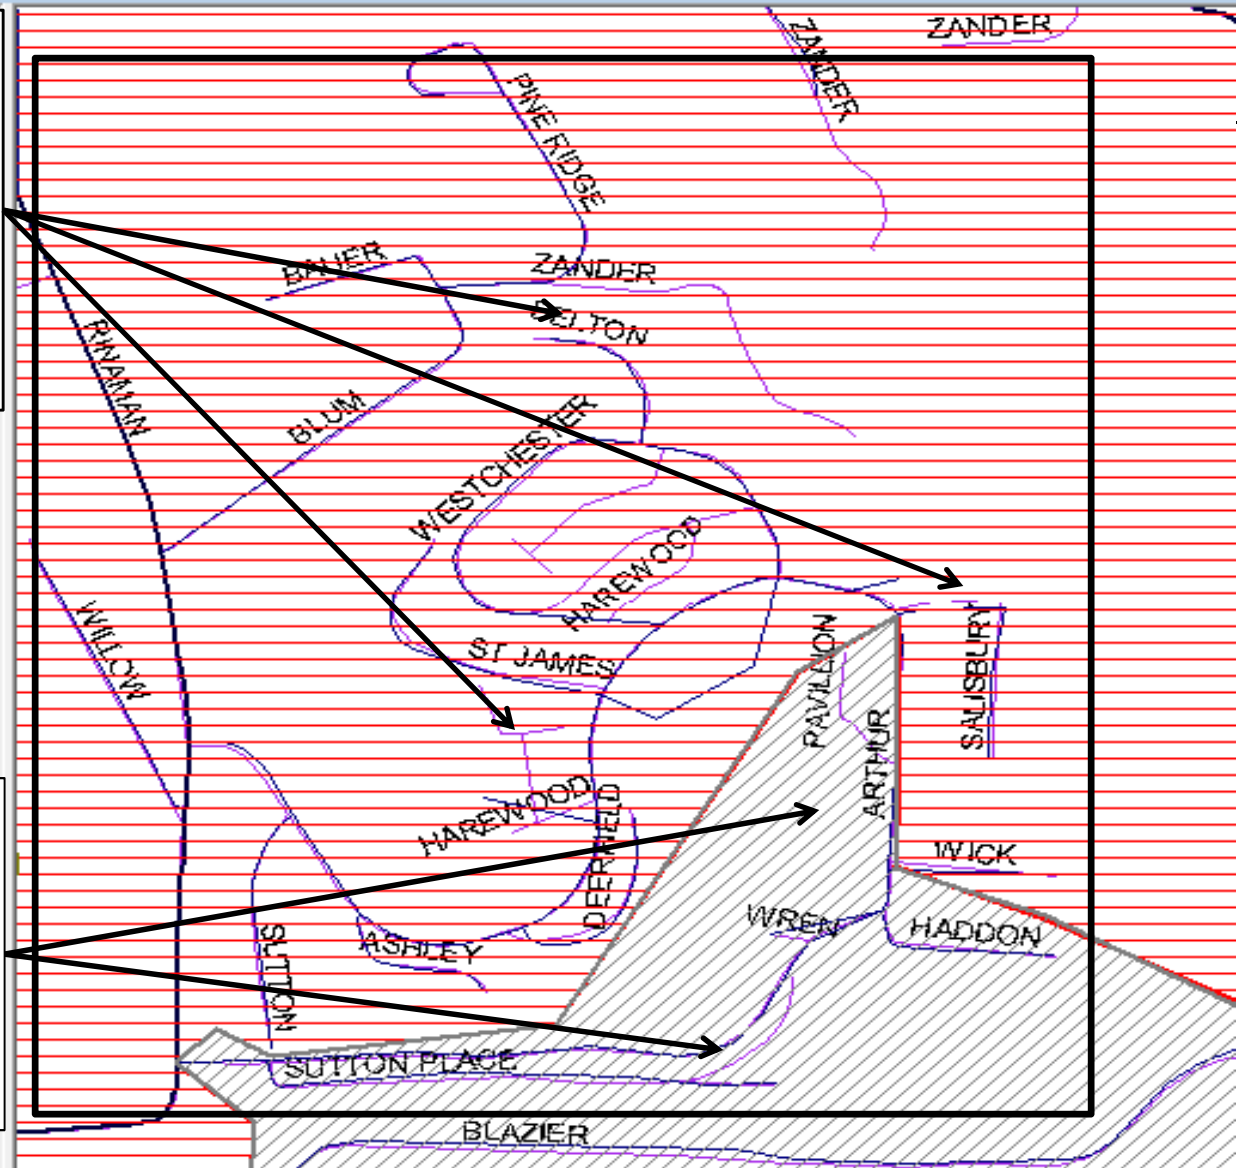 ZANDER
ZANDER
PINE RIDGE
BAUER
ZANDER
DELTON
RINAMAN
BLUM
WESTCHESTER
HAREWOOD
WILLOW
ST JAMES
PAVILLION
SALISBURY
ARTHUR
HAREWOOD
DEERFIELD
WICK
WREN
HADDON
ASHLEY
SUTTON
SUTTON PLACE
BLAZIER